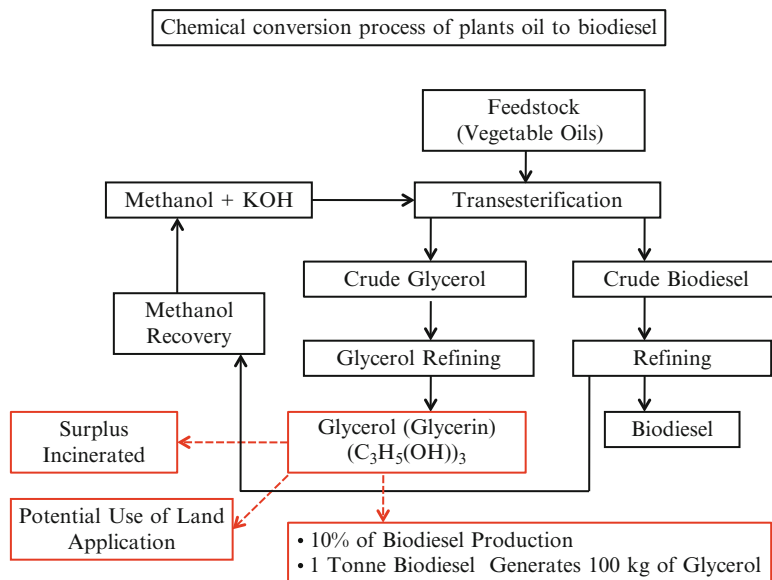 Chemical conversion process of plants oil to biodiesel
Feedstock
(Vegetable Oils)
Methanol + KOH
Transesterification
Crude Glycerol
Crude Biodiesel
Methanol
Recovery
Glycerol Refining
Refining
Surplus
Incinerated
Glycerol (Glycerin)
(C₃H₅(OH))₃
Biodiesel
Potential Use of Land
Application
• 10% of Biodiesel Production
• 1 Tonne Biodiesel Generates 100 kg of Glycerol